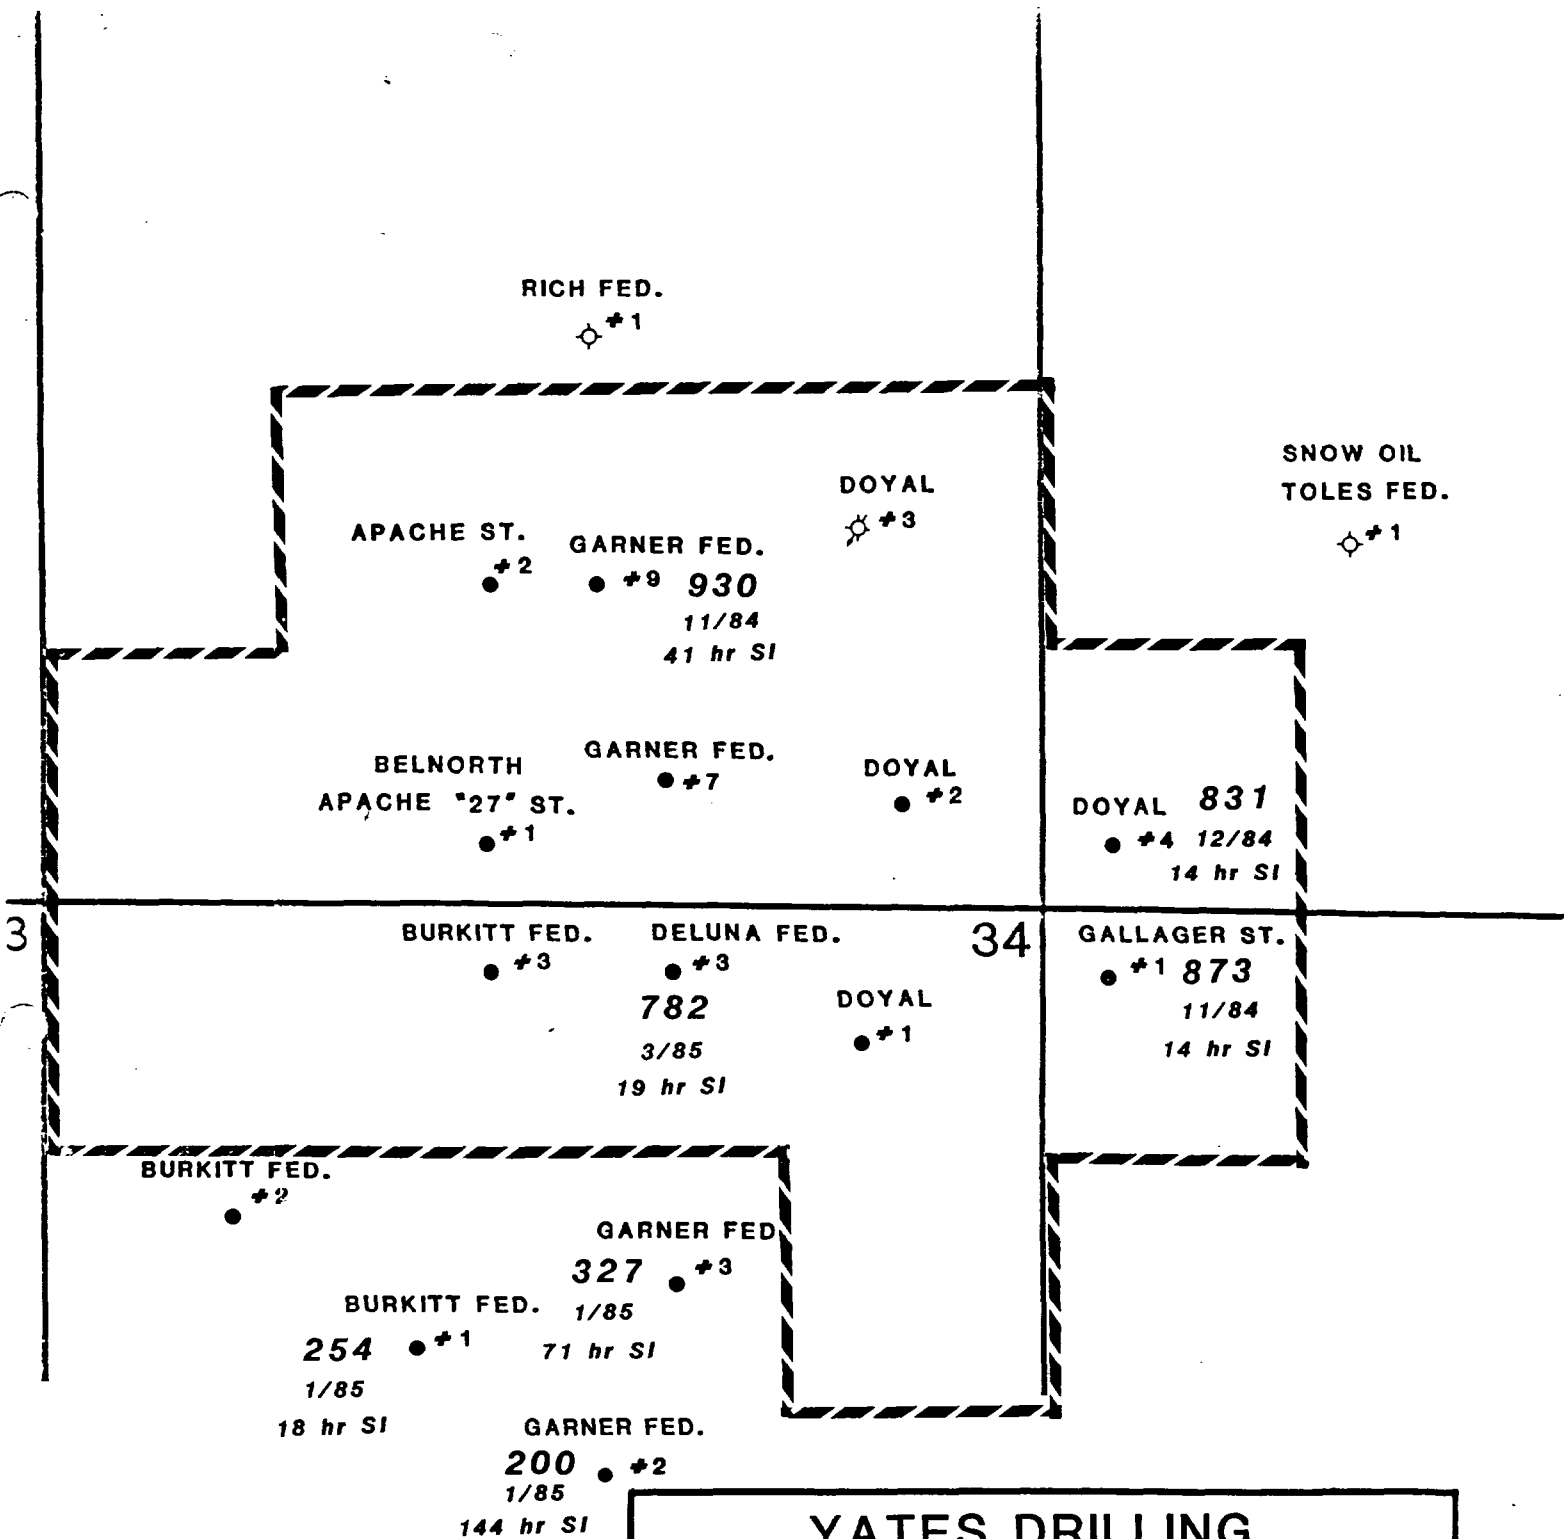 RICH FED.
#1
SNOW OIL
TOLES FED.
#1
DOYAL
#3
APACHE ST.
#2
GARNER FED.
#9 930
11/84
41 hr SI
BELNORTH
APACHE "27" ST.
#1
GARNER FED.
#7
DOYAL
#2
DOYAL 831
#4 12/84
14 hr SI
3
BURKITT FED.
#3
DELUNA FED.
#3
782
3/85
19 hr SI
34
GALLAGER ST.
#1 873
11/84
14 hr SI
DOYAL
#1
BURKITT FED.
#2
GARNER FED
327 #3
1/85
71 hr SI
BURKITT FED.
254 #1
1/85
18 hr SI
GARNER FED.
200 #2
1/85
144 hr SI
YATES DRILLING